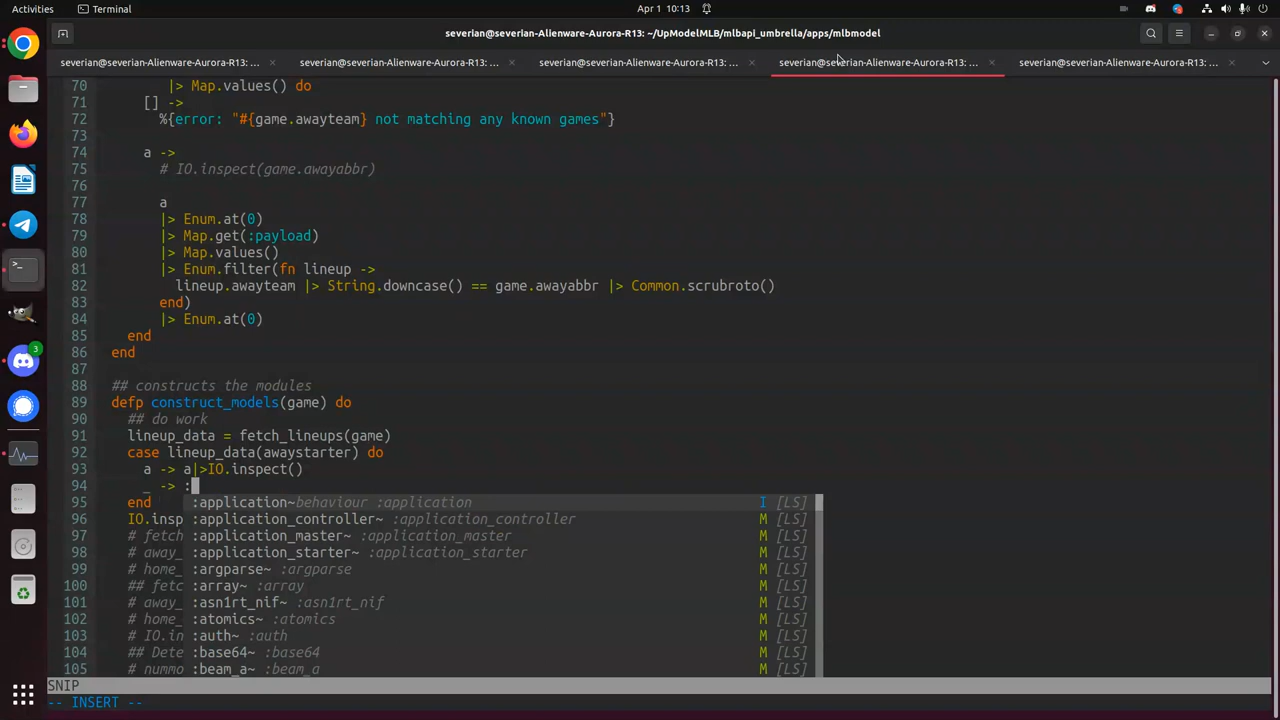 Activities
Terminal
Apr 1 10:13
severian@severian-Alienware-Aurora-R13: ~/UpModelMLB/mlbapi_umbrella/apps/mlbmodel
severian@severian-Alienware-Aurora-R13: ...
severian@severian-Alienware-Aurora-R13: ...
severian@severian-Alienware-Aurora-R13: ...
severian@severian-Alienware-Aurora-R13: ...
severian@severian-Alienware-Aurora-R13: ...
70 |> Map.values() do
71 [] ->
72 %{error: "#{game.awayteam} not matching any known games"}
73
74 a ->
75 # IO.inspect(game.awayabbr)
76
77 a
78 |> Enum.at(0)
79 |> Map.get(:payload)
80 |> Map.values()
81 |> Enum.filter(fn lineup ->
82 lineup.awayteam |> String.downcase() == game.awayabbr |> Common.scrubroto()
83 end)
84 |> Enum.at(0)
85 end
86 end
87
88 ## constructs the modules
89 defp construct_models(game) do
90 ## do work
91 lineup_data = fetch_lineups(game)
92 case lineup_data(awaystarter) do
93 a -> a|>IO.inspect()
94 _ -> :
95 end :application~behaviour :application I [LS]
96 IO.insp :application_controller~ :application_controller M [LS]
97 # fetch :application_master~ :application_master M [LS]
98 # away_ :application_starter~ :application_starter M [LS]
99 # home_ :argparse~ :argparse M [LS]
100 ## fetc :array~ :array M [LS]
101 # away_ :asn1rt_nif~ :asn1rt_nif M [LS]
102 # home_ :atomics~ :atomics M [LS]
103 # IO.in :auth~ :auth M [LS]
104 ## Dete :base64~ :base64 M [LS]
105 # nummo :beam_a~ :beam_a M [LS]
SNIP
-- INSERT --
3